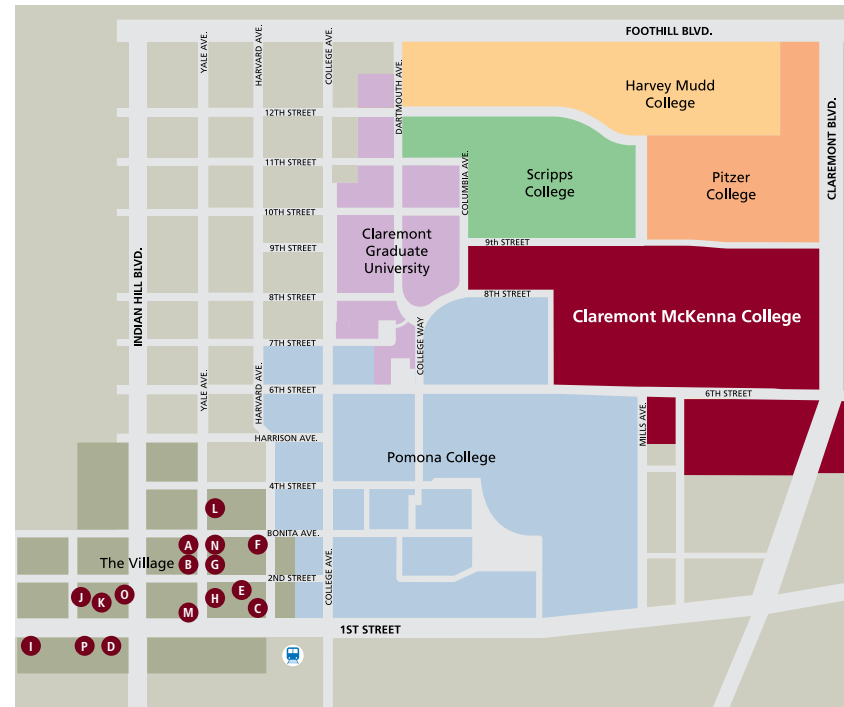 FOOTHILL BLVD.
YALE AVE.
HARVARD AVE.
COLLEGE AVE.
DARTMOUTH AVE.
CLAREMONT BLVD.
Harvey Mudd
College
12TH STREET
11TH STREET
COLUMBIA AVE.
Scripps
College
Pitzer
College
10TH STREET
Claremont
Graduate
University
9TH STREET
9th STREET
INDIAN HILL BLVD.
8TH STREET
8TH STREET
Claremont McKenna College
7TH STREET
COLLEGE WAY
YALE AVE.
HARVARD AVE.
6TH STREET
6TH STREET
MILLS AVE.
HARRISON AVE.
Pomona College
4TH STREET
L
BONITA AVE.
A
N
F
The Village
B
G
2ND STREET
COLLEGE AVE.
J
K
O
H
E
C
M
1ST STREET
I
P
D